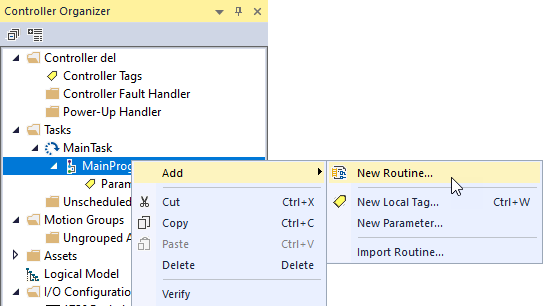 Controller Organizer
Controller del
Controller Tags
Controller Fault Handler
Power-Up Handler
Tasks
MainTask
MainProg
Param
Unscheduled
Motion Groups
Ungrouped A
Assets
Logical Model
I/O Configuratio
Add
Cut Ctrl+X
Copy Ctrl+C
Paste Ctrl+V
Delete Delete
Verify
New Routine...
New Local Tag... Ctrl+W
New Parameter...
Import Routine...